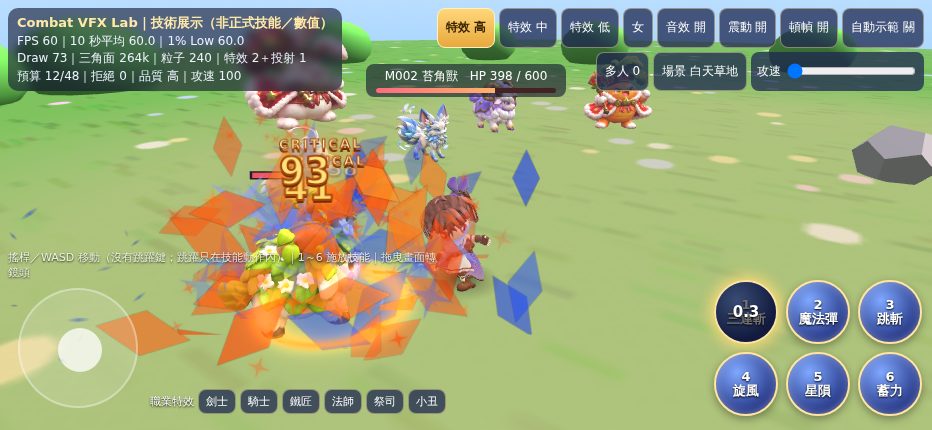 Combat VFX Lab｜技術展示（非正式技能／數值）
FPS 60｜10 秒平均 60.0｜1% Low 60.0
Draw 73｜三角面 264k｜粒子 240｜特效 2＋投射 1
預算 12/48｜拒絕 0｜品質 高｜攻速 100
特效 高
特效 中
特效 低
女
音效 開
震動 開
頓幀 開
自動示範 關
M002 苔角獸 HP 398 / 600
多人 0
場景 白天草地
攻速
CRITICAL
93
41
搖桿／WASD 移動（沒有跳躍鍵；跳躍只在技能動作內）｜1～6 施放技能｜拖曳畫面轉
鏡頭
0.3
1
三連斬
2
魔法彈
3
跳斬
4
旋風
5
星隕
6
蓄力
職業特效
劍士
騎士
鐵匠
法師
祭司
小丑